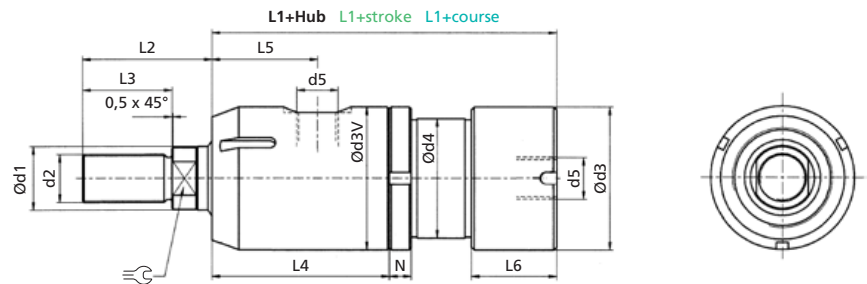 L1+Hub L1+stroke L1+course
L2 L5
L3 d5
0,5 x 45°
Ød1 d2 Ød3V Ød4 d5 Ød3
L4 N L6